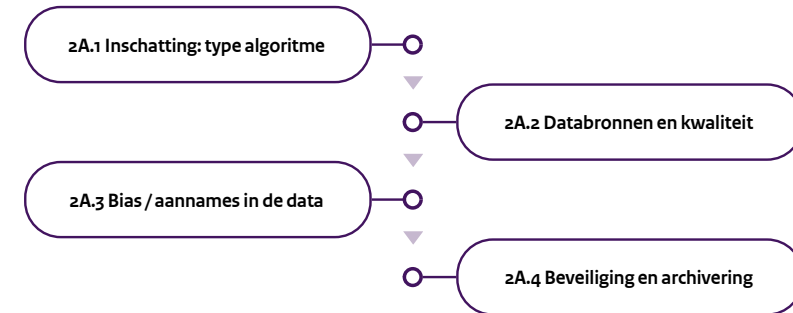 2A.1 Inschatting: type algoritme
2A.2 Databronnen en kwaliteit
2A.3 Bias / aannames in de data
2A.4 Beveiliging en archivering